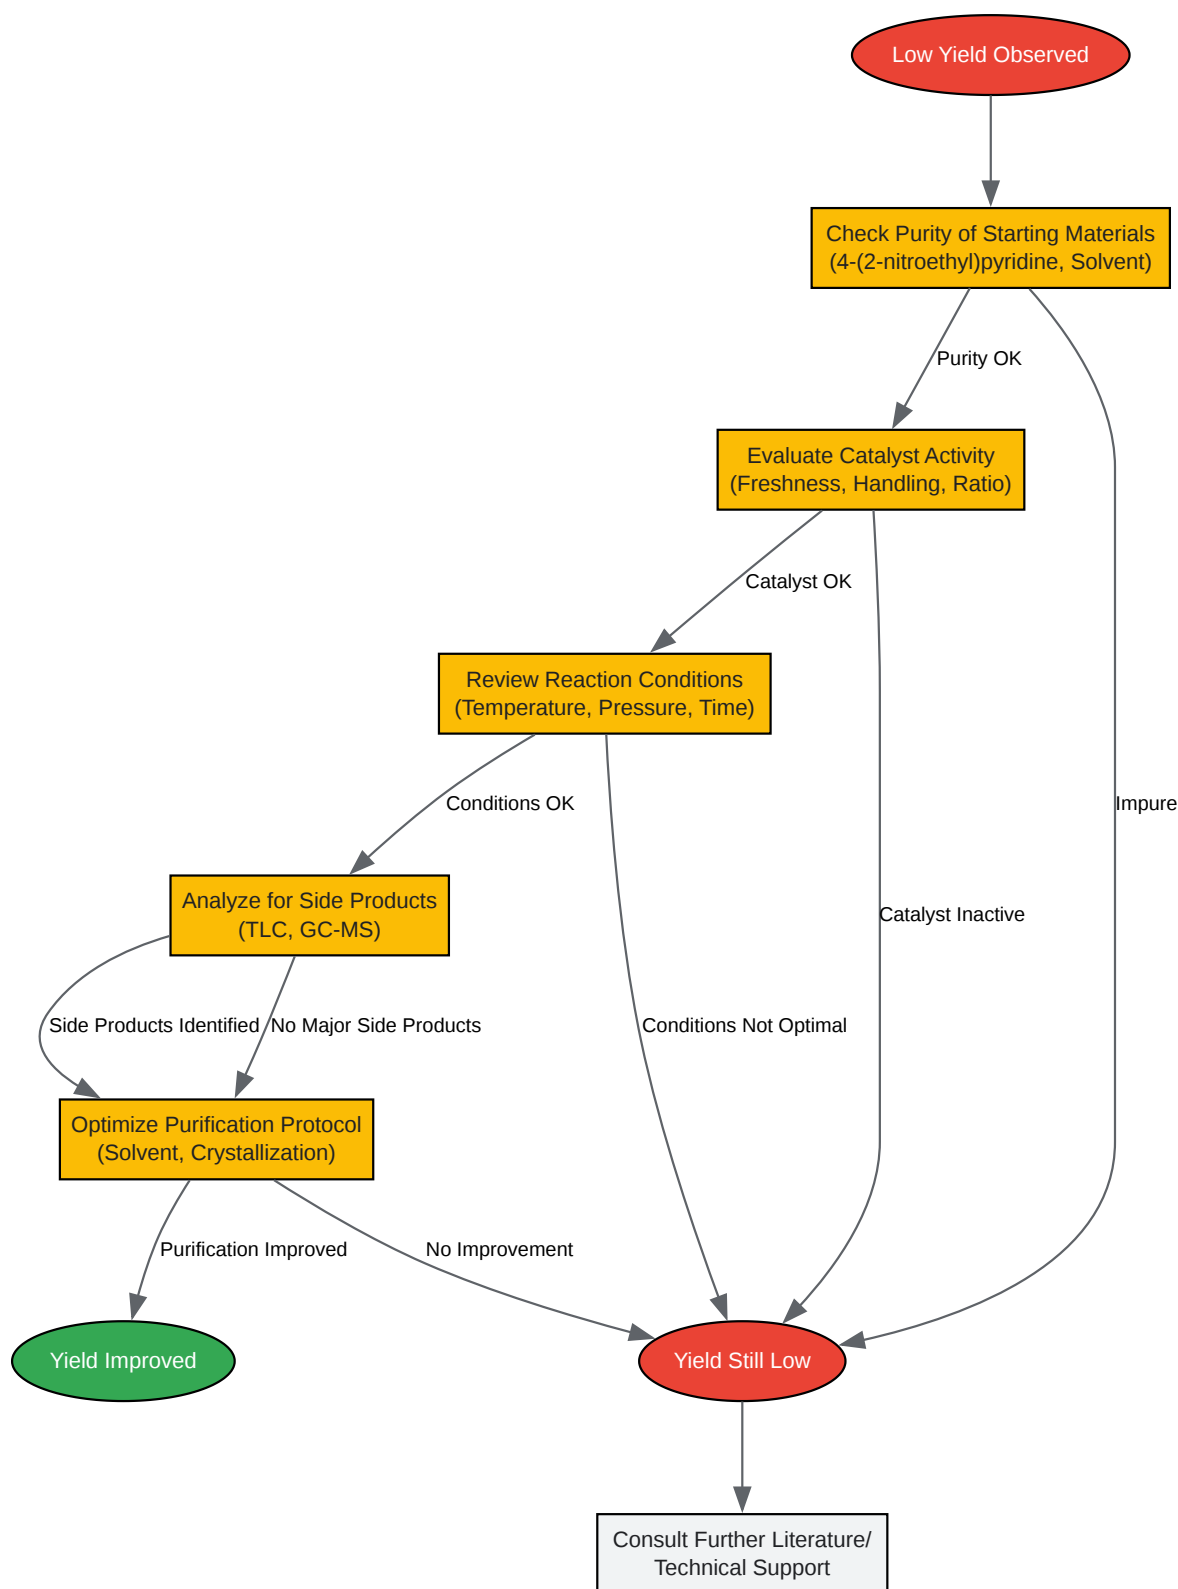 Low Yield Observed
Check Purity of Starting Materials
(4-(2-nitroethyl)pyridine, Solvent)
Purity OK
Evaluate Catalyst Activity
(Freshness, Handling, Ratio)
Catalyst OK
Review Reaction Conditions
(Temperature, Pressure, Time)
Conditions OK
Impure
Analyze for Side Products
(TLC, GC-MS)
Catalyst Inactive
Side Products Identified
No Major Side Products
Conditions Not Optimal
Optimize Purification Protocol
(Solvent, Crystallization)
Purification Improved
No Improvement
Yield Improved
Yield Still Low
Consult Further Literature/
Technical Support